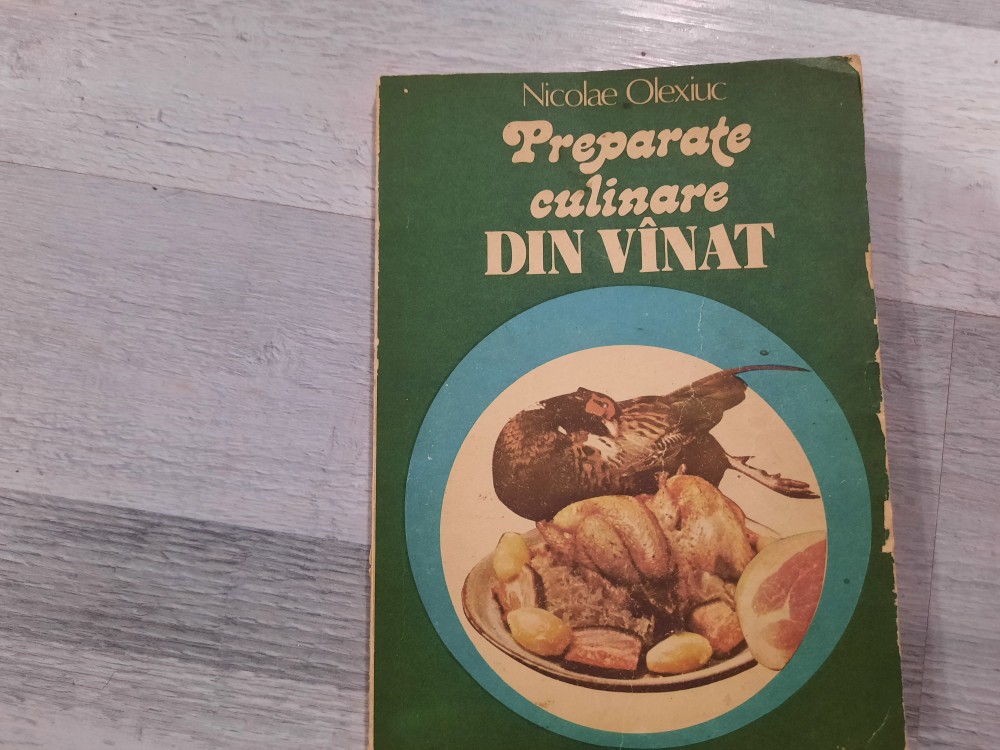 Nicolae Olexiuc
Preparate
culinare
DIN VÎNAT